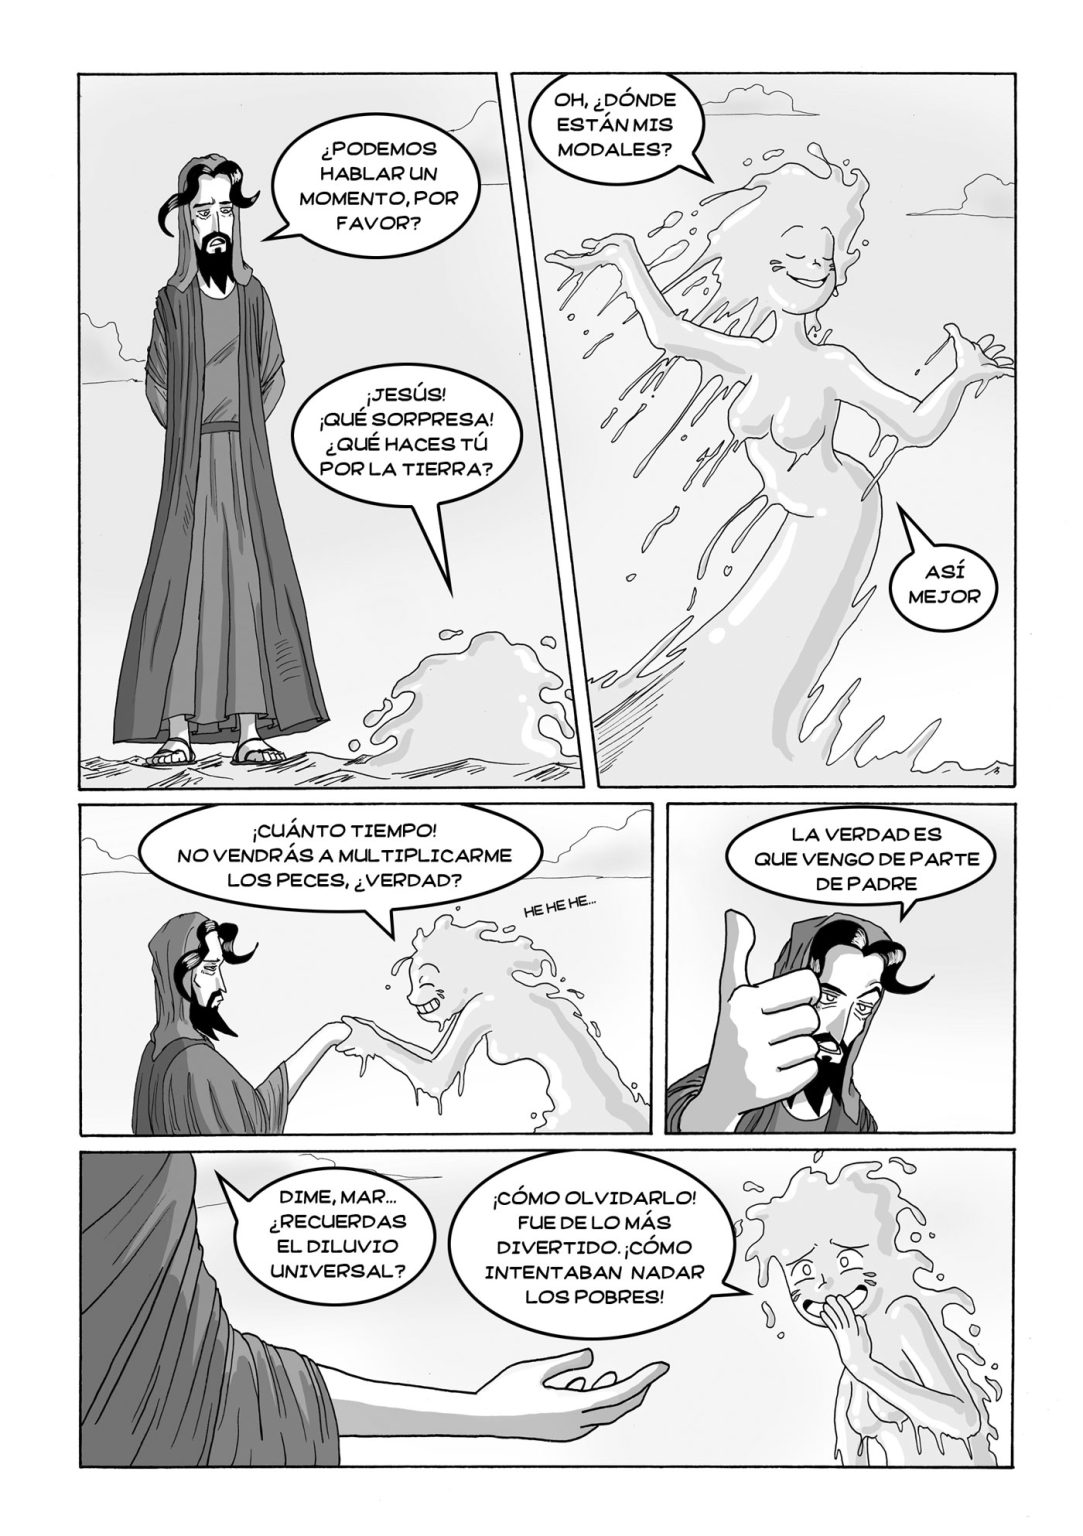 ¿PODEMOS
HABLAR UN
MOMENTO, POR
FAVOR?
¡JESÚS!
¡QUÉ SORPRESA!
¿QUÉ HACES TÚ
POR LA TIERRA?
OH, ¿DÓNDE
ESTÁN MIS
MODALES?
ASÍ
MEJOR
¡CUÁNTO TIEMPO!
NO VENDRÁS A MULTIPLICARME
LOS PECES, ¿VERDAD?
HE HE HE...
LA VERDAD ES
QUE VENGO DE PARTE
DE PADRE
DIME, MAR...
¿RECUERDAS
EL DILUVIO
UNIVERSAL?
¡CÓMO OLVIDARLO!
FUE DE LO MÁS
DIVERTIDO. ¡CÓMO
INTENTABAN NADAR
LOS POBRES!